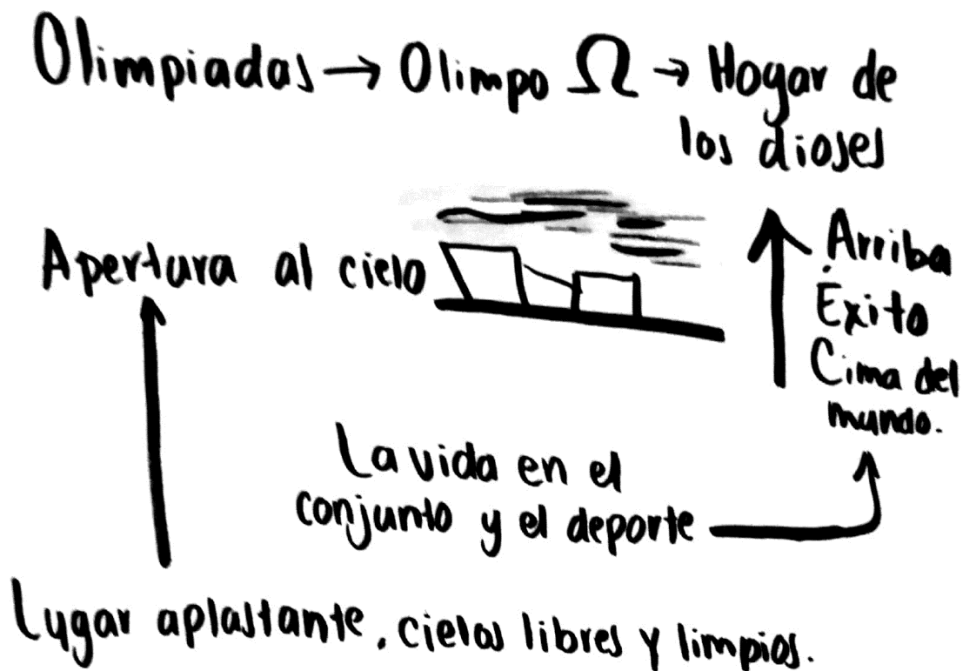 Olimpiadas → Olimpo Ω → Hogar de
los dioses
Apertura al cielo
Arriba
Éxito
Cima del
mundo.
La vida en el
conjunto y el deporte
Lugar aplastante, cielos libres y limpios.